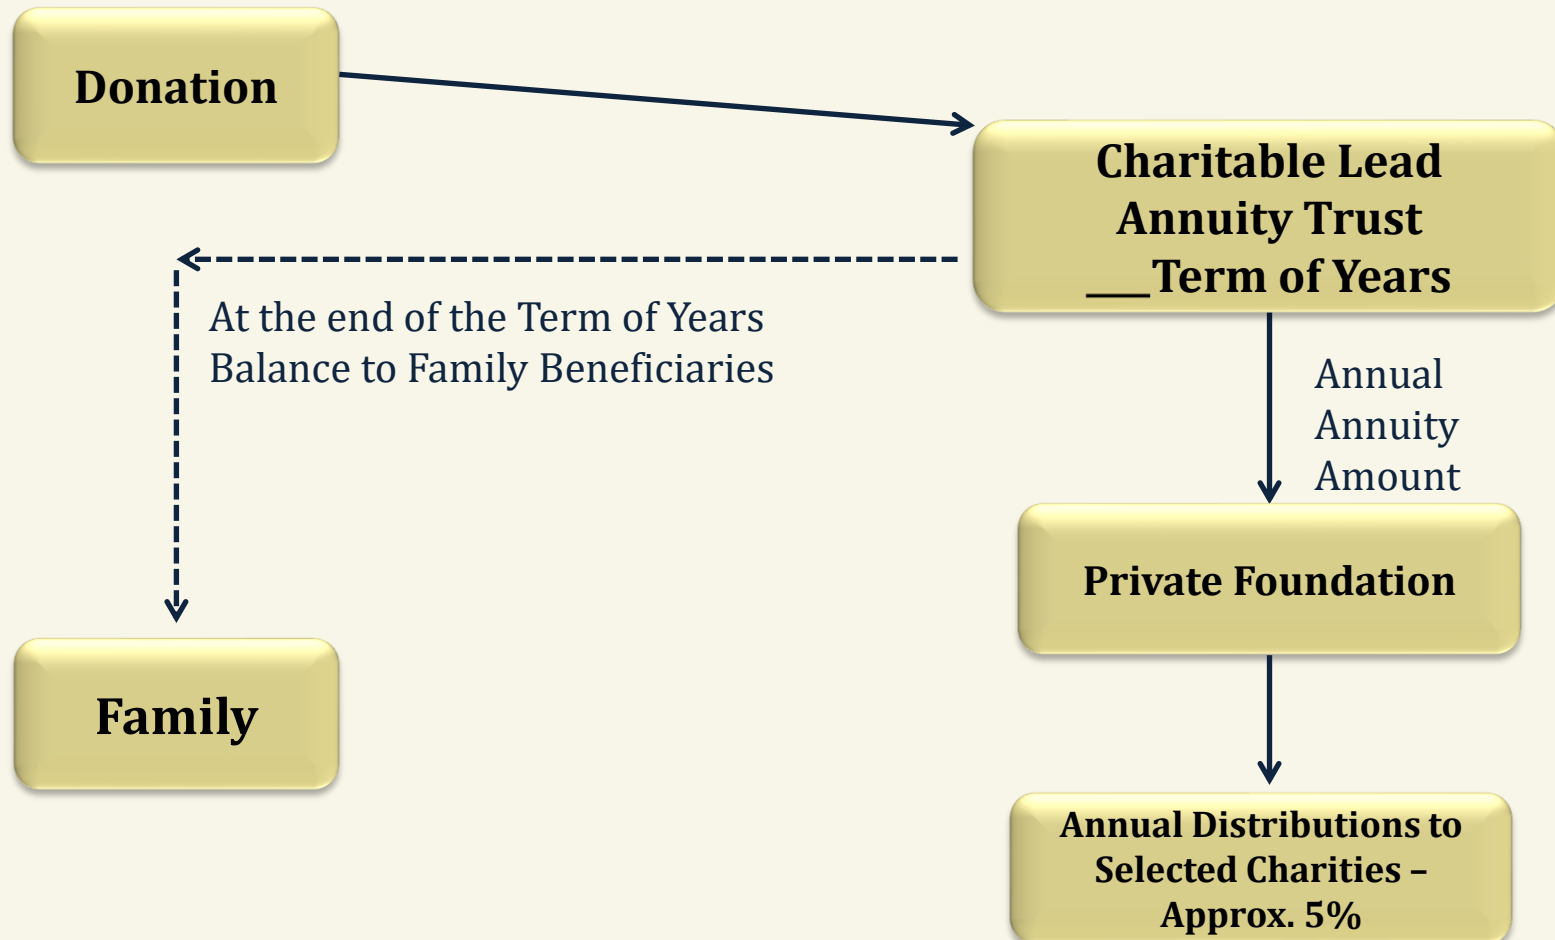 Donation
Charitable Lead
Annuity Trust
___Term of Years
At the end of the Term of Years
Balance to Family Beneficiaries
Annual
Annuity
Amount
Private Foundation
Family
Annual Distributions to
Selected Charities –
Approx. 5%